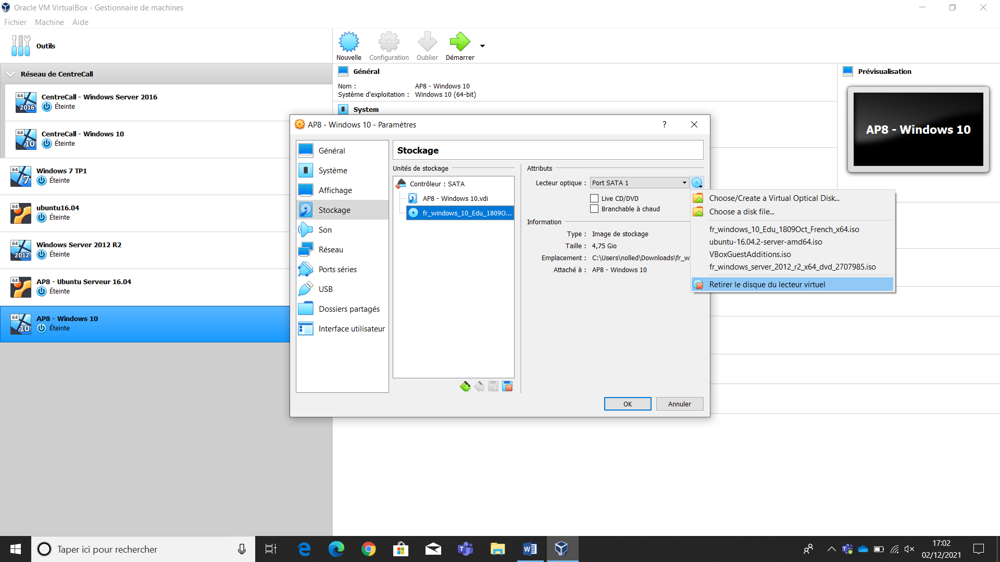 Oracle VM VirtualBox - Gestionnaire de machines
Fichier Machine Aide
Outils
Nouvelle Configuration Oublier Démarrer
Réseau de CentreCall
64 2016 CentreCall - Windows Server 2016
Éteinte
64 10 CentreCall - Windows 10
Éteinte
64 7 Windows 7 TP1
Éteinte
64 ubuntu16.04
Éteinte
64 2012 Windows Server 2012 R2
Éteinte
64 AP8 - Ubuntu Serveur 16.04
Éteinte
64 10 AP8 - Windows 10
Éteinte
Général
Nom : AP8 - Windows 10
Système d'exploitation : Windows 10 (64-bit)
System
Prévisualisation
AP8 - Windows 10
AP8 - Windows 10 - Paramètres ?
Général
Système
Affichage
Stockage
Son
Réseau
Ports séries
USB
Dossiers partagés
Interface utilisateur
Stockage
Unités de stockage
Contrôleur : SATA
AP8 - Windows 10.vdi
fr_windows_10_Edu_1809O...
Attributs
Lecteur optique : Port SATA 1
Live CD/DVD
Branchable à chaud
Information
Type : Image de stockage
Taille : 4,75 Gio
Emplacement : C:\Users\nolled\Downloads\fr_w
Attaché à : AP8 - Windows 10
OK Annuler
Choose/Create a Virtual Optical Disk...
Choose a disk file...
fr_windows_10_Edu_1809Oct_French_x64.iso
ubuntu-16.04.2-server-amd64.iso
VBoxGuestAdditions.iso
fr_windows_server_2012_r2_x64_dvd_2707985.iso
Retirer le disque du lecteur virtuel
Taper ici pour rechercher
17:02
02/12/2021